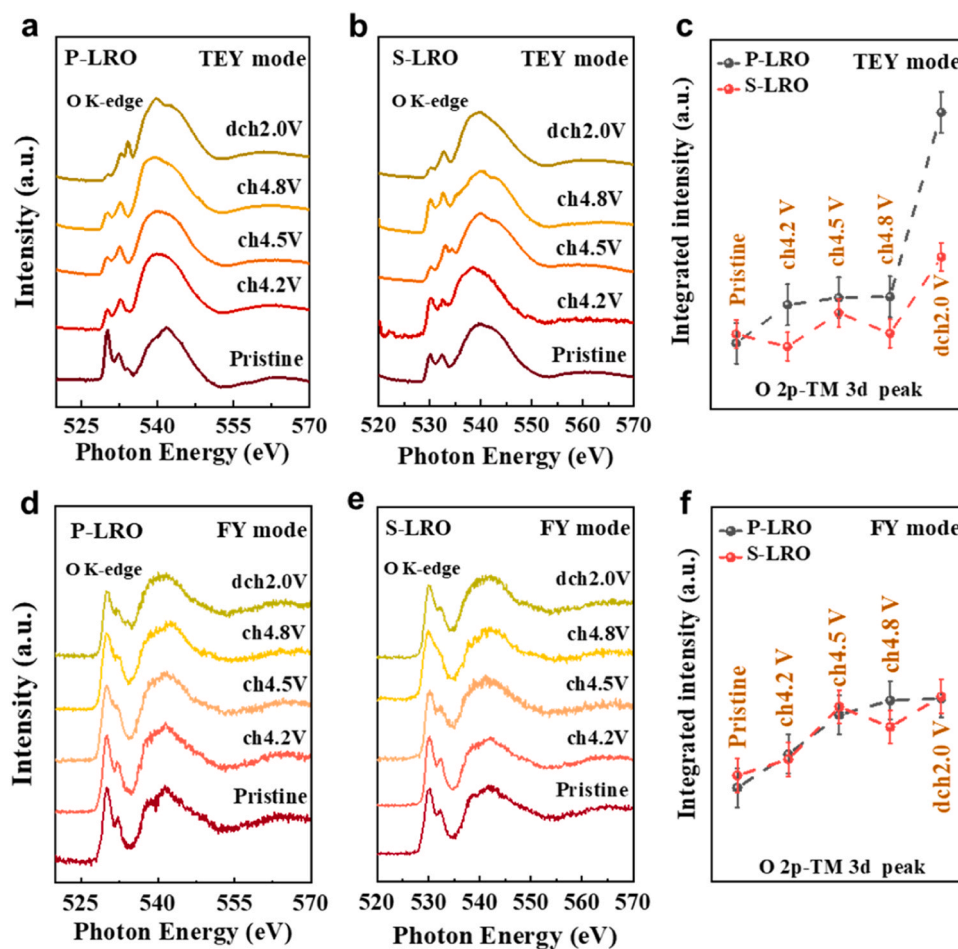 a
P-LRO TEY mode
O K-edge
dch2.0V
ch4.8V
ch4.5V
ch4.2V
Pristine
Intensity (a.u.)
525 540 555 570
Photon Energy (eV)
b
S-LRO TEY mode
O K-edge
dch2.0V
ch4.8V
ch4.5V
ch4.2V
Pristine
520 530 540 550 560 570
Photon Energy (eV)
c
P-LRO TEY mode
S-LRO
Integrated intensity (a.u.)
Pristine
ch4.2 V
ch4.5 V
ch4.8 V
dch2.0 V
O 2p-TM 3d peak
d
P-LRO FY mode
O K-edge
dch2.0V
ch4.8V
ch4.5V
ch4.2V
Pristine
Intensity (a.u.)
525 540 555 570
Photon Energy (eV)
e
S-LRO FY mode
O K-edge
dch2.0V
ch4.8V
ch4.5V
ch4.2V
Pristine
520 530 540 550 560 570
Photon Energy (eV)
f
P-LRO FY mode
S-LRO
Integrated intensity (a.u.)
Pristine
ch4.2 V
ch4.5 V
ch4.8 V
dch2.0 V
O 2p-TM 3d peak